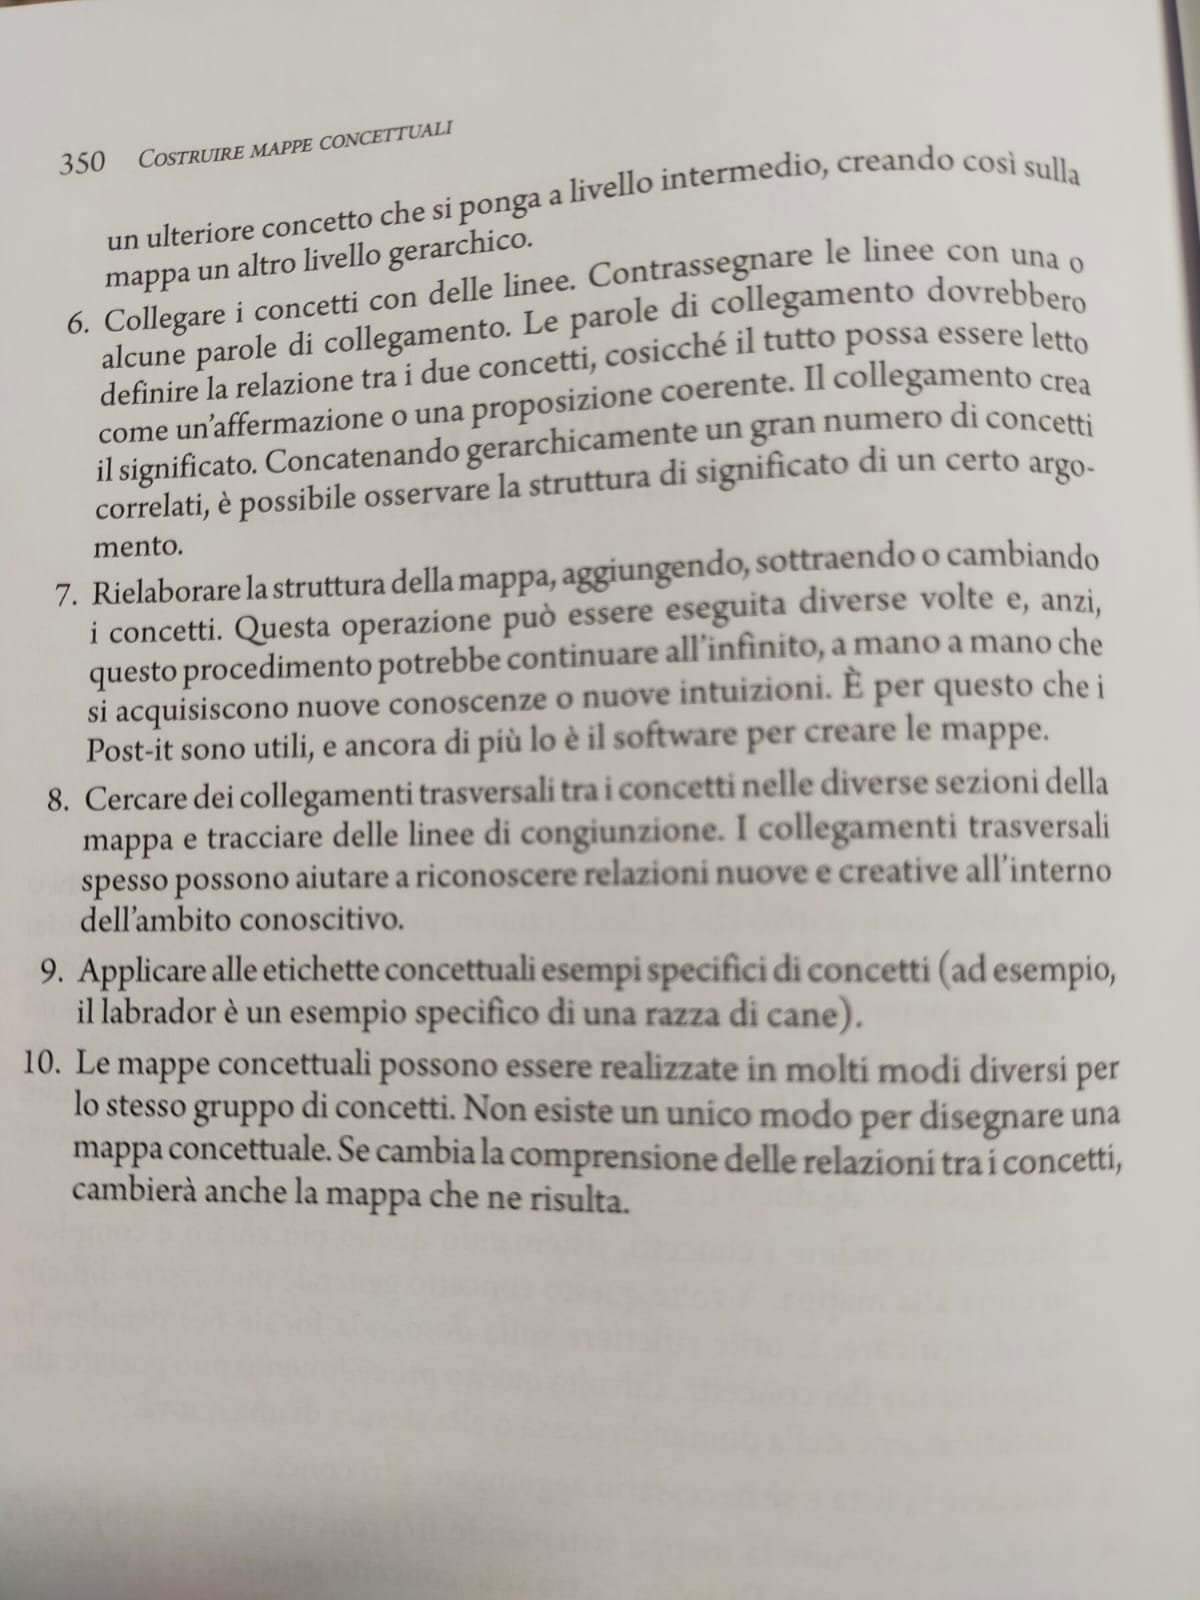 350 COSTRUIRE MAPPE CONCETTUALI
un ulteriore concetto che si ponga a livello intermedio, creando così sulla
mappa un altro livello gerarchico.
6. Collegare i concetti con delle linee. Contrassegnare le linee con una o
alcune parole di collegamento. Le parole di collegamento dovrebbero
definire la relazione tra i due concetti, cosicché il tutto possa essere letto
come un'affermazione o una proposizione coerente. Il collegamento crea
il significato. Concatenando gerarchicamente un gran numero di concetti
correlati, è possibile osservare la struttura di significato di un certo argo-
mento.
7. Rielaborare la struttura della mappa, aggiungendo, sottraendo o cambiando
i concetti. Questa operazione può essere eseguita diverse volte e, anzi,
questo procedimento potrebbe continuare all'infinito, a mano a mano che
si acquisiscono nuove conoscenze o nuove intuizioni. È per questo che i
Post-it sono utili, e ancora di più lo è il software per creare le mappe.
8. Cercare dei collegamenti trasversali tra i concetti nelle diverse sezioni della
mappa e tracciare delle linee di congiunzione. I collegamenti trasversali
spesso possono aiutare a riconoscere relazioni nuove e creative all'interno
dell'ambito conoscitivo.
9. Applicare alle etichette concettuali esempi specifici di concetti (ad esempio,
il labrador è un esempio specifico di una razza di cane).
10. Le mappe concettuali possono essere realizzate in molti modi diversi per
lo stesso gruppo di concetti. Non esiste un unico modo per disegnare una
mappa concettuale. Se cambia la comprensione delle relazioni tra i concetti,
cambierà anche la mappa che ne risulta.